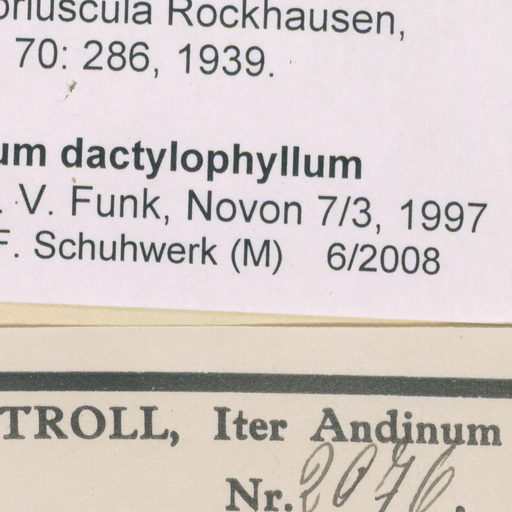 oriuscula Rockhausen,
70: 286, 1939.
um dactylophyllum
. V. Funk, Novon 7/3, 1997
F. Schuhwerk (M) 6/2008
TROLL, Iter Andinum
Nr. 2076.